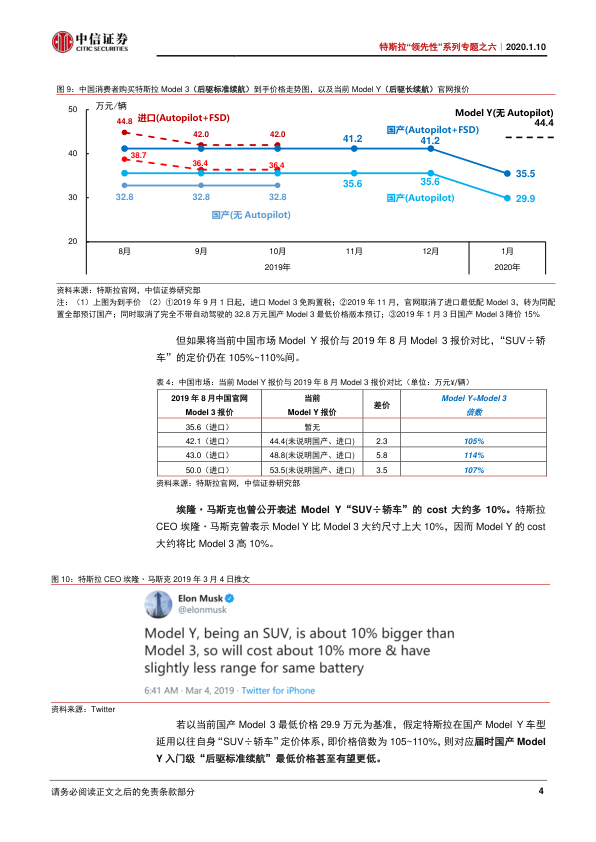 中信证券
CITIC SECURITIES
特斯拉“领先性”系列专题之六｜2020.1.10
图 9：中国消费者购买特斯拉 Model 3（后驱标准续航）到手价格走势图，以及当前 Model Y（后驱长续航）官网报价
万元/辆
50
40
30
20
44.8
进口(Autopilot+FSD)
42.0
42.0
国产(Autopilot+FSD)
Model Y(无 Autopilot)
44.4
41.2
41.2
38.7
36.4
36.4
35.6
35.6
35.5
32.8
32.8
32.8
国产(Autopilot)
29.9
国产(无 Autopilot)
8月
9月
10月
11月
12月
1月
2019年
2020年
资料来源：特斯拉官网，中信证券研究部
注：（1）上图为到手价 （2）①2019 年 9 月 1 日起，进口 Model 3 免购置税；②2019 年 11 月，官网取消了进口最低配 Model 3，转为同配
置全部预订国产；同时取消了完全不带自动驾驶的 32.8 万元国产 Model 3 最低价格版本预订；③2019 年 1 月 3 日国产 Model 3 降价 15%
但如果将当前中国市场 Model Y 报价与 2019 年 8 月 Model 3 报价对比，“SUV÷轿
车”的定价仍在 105%~110%间。
表 4：中国市场：当前 Model Y 报价与 2019 年 8 月 Model 3 报价对比（单位：万元¥/辆）
2019 年 8 月中国官网 Model 3 报价 当前 Model Y 报价 差价 Model Y÷Model 3 倍数
35.6（进口） 暂无
42.1（进口） 44.4(未说明国产、进口) 2.3 105%
43.0（进口） 48.8(未说明国产、进口) 5.8 114%
50.0（进口） 53.5(未说明国产、进口) 3.5 107%
资料来源：特斯拉官网，中信证券研究部
埃隆·马斯克也曾公开表述 Model Y“SUV÷轿车”的 cost 大约多 10%。特斯拉
CEO 埃隆·马斯克曾表示 Model Y 比 Model 3 大约尺寸上大 10%，因而 Model Y 的 cost
大约将比 Model 3 高 10%。
图 10：特斯拉 CEO 埃隆·马斯克 2019 年 3 月 4 日推文
Elon Musk
@elonmusk
Model Y, being an SUV, is about 10% bigger than
Model 3, so will cost about 10% more & have
slightly less range for same battery
6:41 AM · Mar 4, 2019 · Twitter for iPhone
资料来源：Twitter
若以当前国产 Model 3 最低价格 29.9 万元为基准，假定特斯拉在国产 Model Y 车型
延用以往自身“SUV÷轿车”定价体系，即价格倍数为 105~110%，则对应届时国产 Model
Y 入门级“后驱标准续航”最低价格甚至有望更低。
请务必阅读正文之后的免责条款部分
4